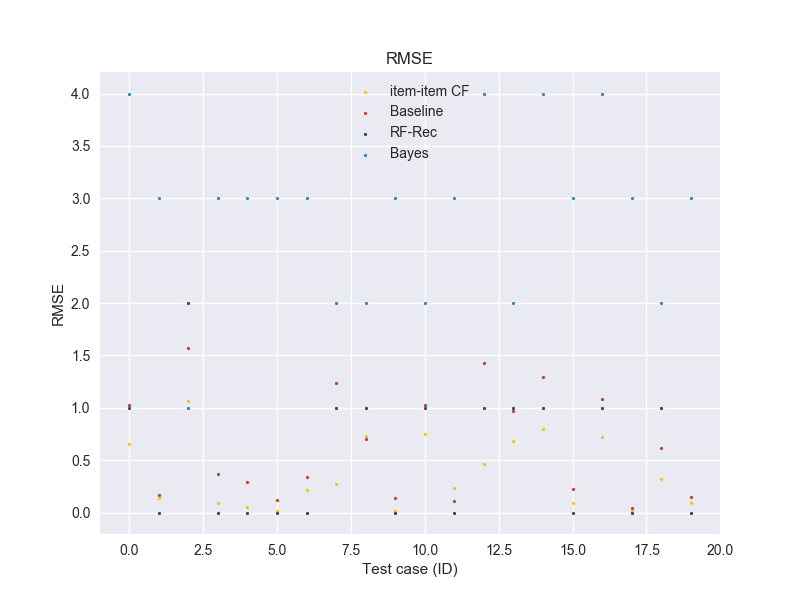 RMSE
item-item CF
Baseline
RF-Rec
Bayes
4.0
3.5
3.0
2.5
2.0
1.5
1.0
0.5
0.0
RMSE
0.0 2.5 5.0 7.5 10.0 12.5 15.0 17.5 20.0
Test case (ID)